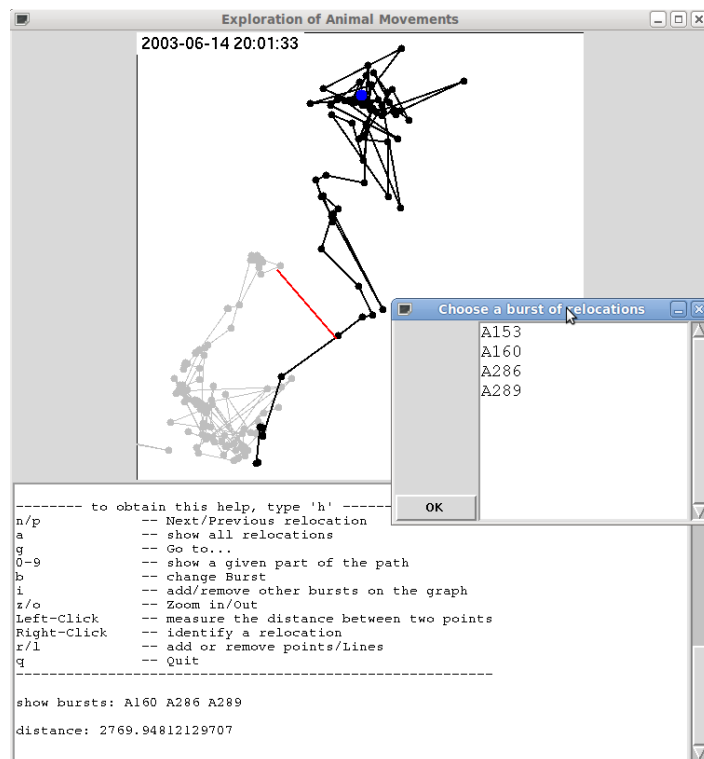 Exploration of Animal Movements
2003-06-14 20:01:33
Choose a burst of relocations
A153
A160
A286
A289
OK
-------- to obtain this help, type 'h' ------
n/p -- Next/Previous relocation
a -- show all relocations
g -- Go to...
0-9 -- show a given part of the path
b -- change Burst
i -- add/remove other bursts on the graph
z/o -- Zoom in/Out
Left-Click -- measure the distance between two points
Right-Click -- identify a relocation
r/l -- add or remove points/Lines
q -- Quit
---------------------------------------------------------
show bursts: A160 A286 A289
distance: 2769.94812129707